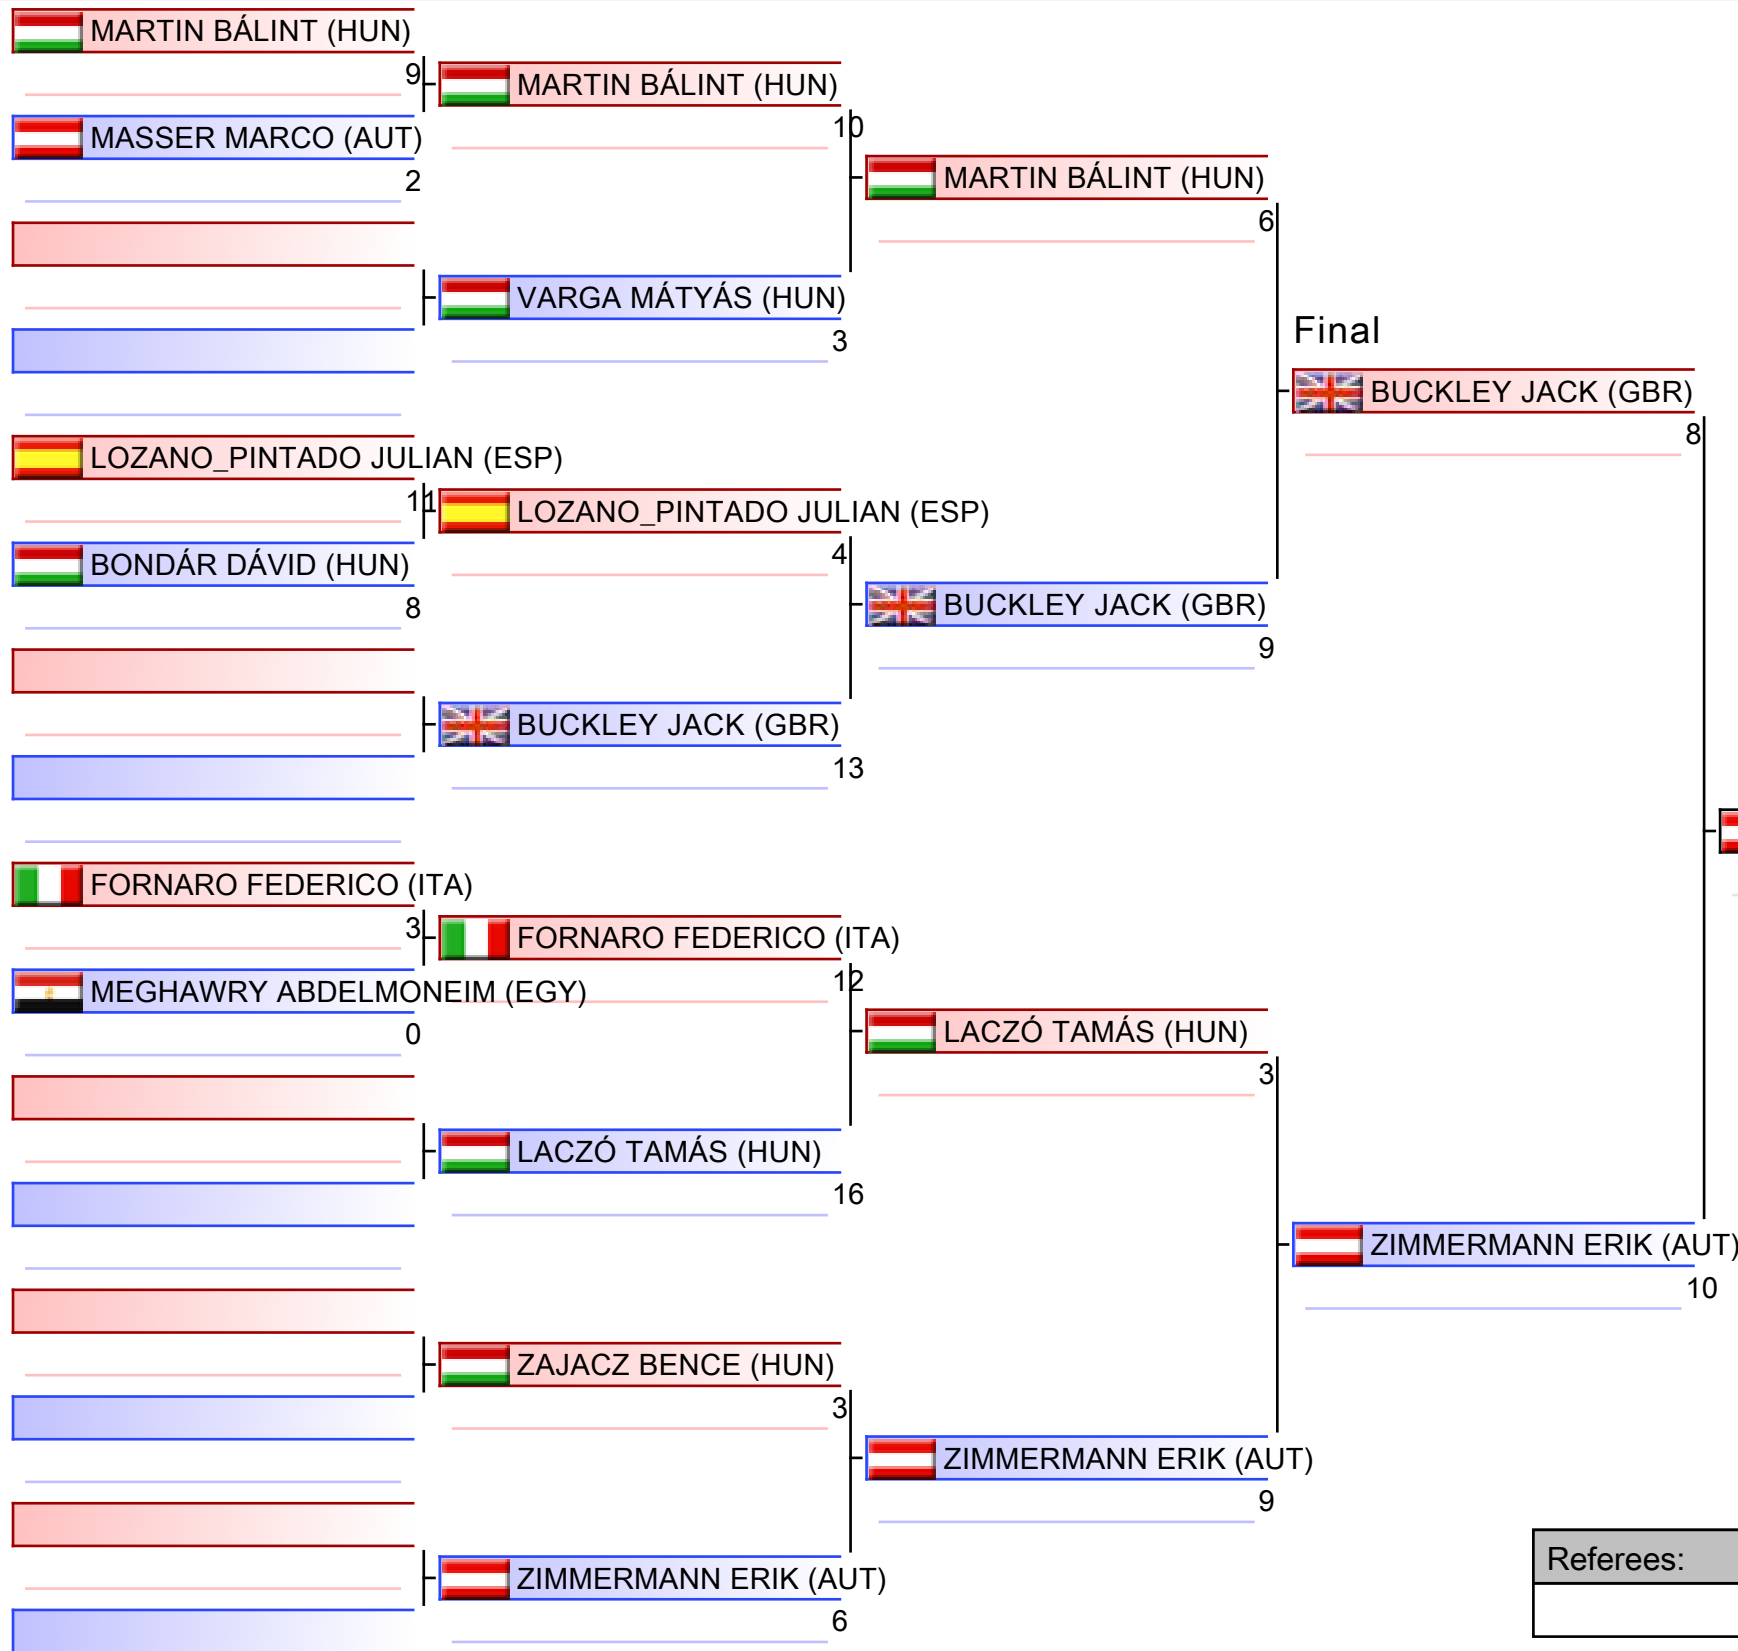 MARTIN BÁLINT (HUN)
9
MASSER MARCO (AUT)
2
LOZANO_PINTADO JULIAN (ESP)
11
BONDÁR DÁVID (HUN)
8
FORNARO FEDERICO (ITA)
3
MEGHAWRY ABDELMONEIM (EGY)
0
MARTIN BÁLINT (HUN)
10
VARGA MÁTYÁS (HUN)
3
LOZANO_PINTADO JULIAN (ESP)
4
BUCKLEY JACK (GBR)
13
FORNARO FEDERICO (ITA)
12
LACZÓ TAMÁS (HUN)
16
ZAJACZ BENCE (HUN)
3
ZIMMERMANN ERIK (AUT)
6
MARTIN BÁLINT (HUN)
6
BUCKLEY JACK (GBR)
9
LACZÓ TAMÁS (HUN)
3
ZIMMERMANN ERIK (AUT)
9
Final
BUCKLEY JACK (GBR)
8
ZIMMERMANN ERIK (AUT)
10
Referees: